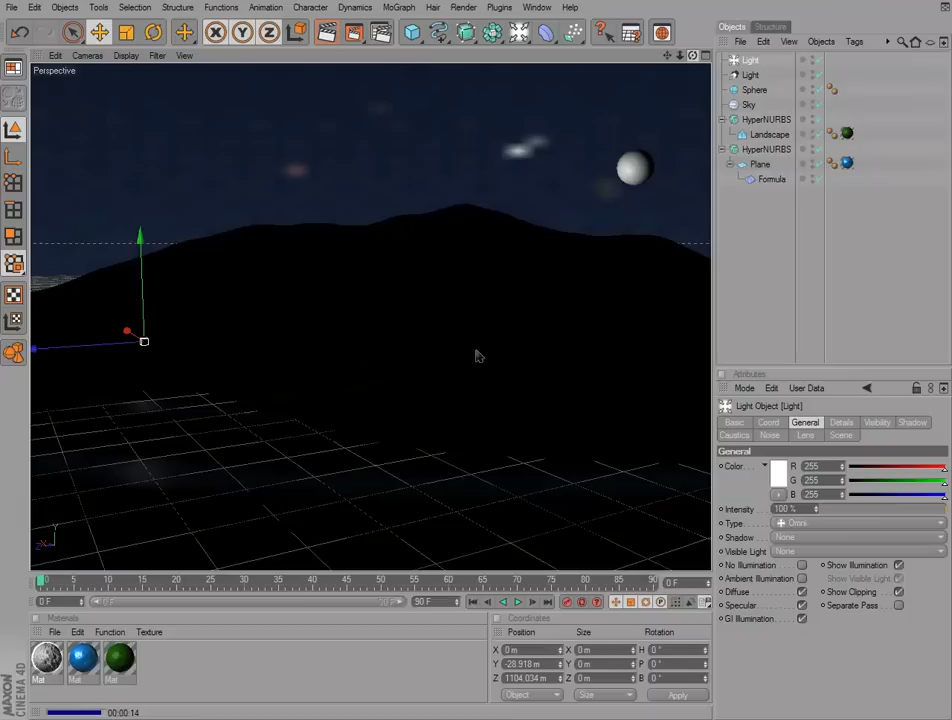 File Edit Objects Tools Selection Structure Functions Animation Character Dynamics MoGraph Hair Render Plugins Window Help
Objects Structure
File Edit View Objects Tags
Edit Cameras Display Filter View
Perspective
Light
Light
Sphere
Sky
HyperNURBS
Landscape
HyperNURBS
Plane
Formula
Attributes
Mode Edit User Data
Light Object [Light]
Basic Coord General Details Visibility Shadow
Caustics Noise Lens Scene
General
Color R 255
G 255
B 255
Intensity 100 %
Type Omni
Shadow None
Visible Light None
No Illumination Show Illumination
Ambient Illumination Show Visible Light
Diffuse Show Clipping
Specular Separate Pass
GI Illumination
0 5 10 15 20 25 30 35 40 45 50 55 60 65 70 75 80 85 90 0 F
0 F 0 F 90 F
Materials
File Edit Function Texture
Mat Mat Mat
Coordinates
Position Size Rotation
X 0 m X 0 m H 0 °
Y -28.918 m Y 0 m P 0 °
Z 1104.034 m Z 0 m B 0 °
Object Size Apply
MAXON
CINEMA 4D
00:00:14